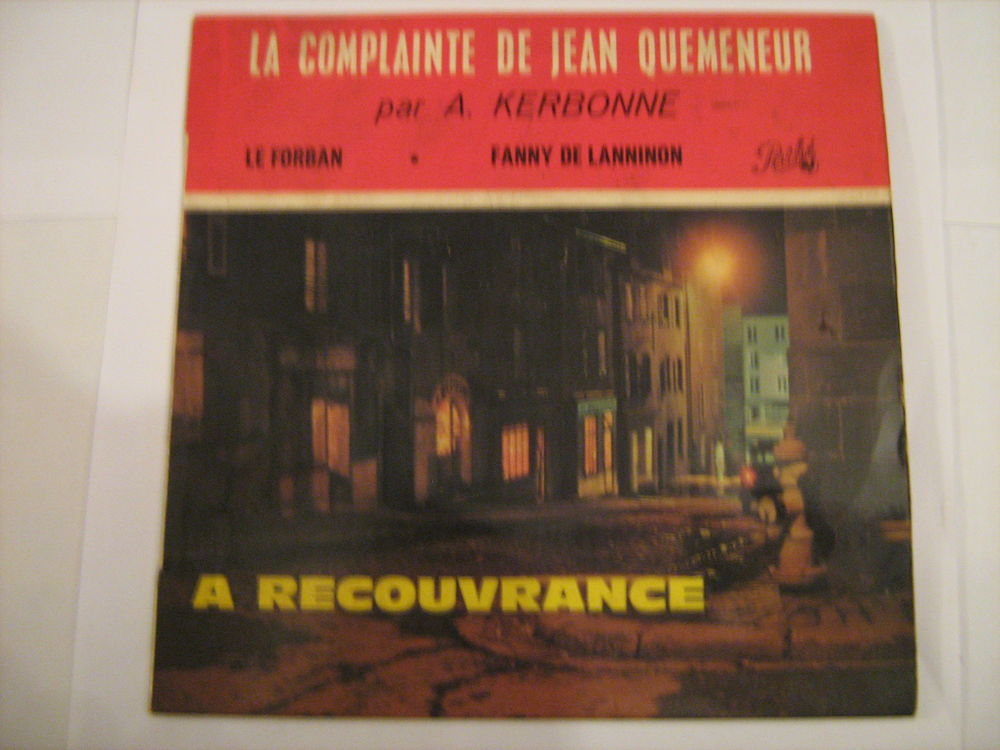 LA COMPLAINTE DE JEAN QUEMENEUR
par A. KERBONNE
LE FORBAN • FANNY DE LANNINON
Pathé
A RECOUVRANCE